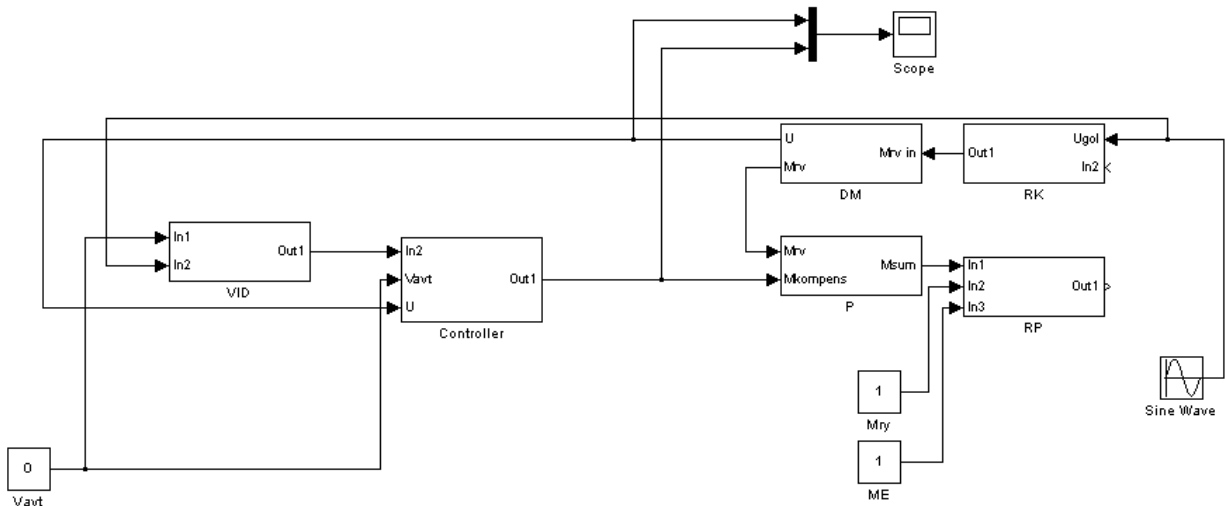 Scope
U
Mrv
Mrv in
DM
Out1
Ugol
In2
RK
In1
In2
Out1
VID
In2
Vavt
U
Out1
Controller
Mrv
Mkompens
Msum
P
In1
In2
In3
Out1
RP
Sine Wave
1
Mry
1
ME
0
Vavt